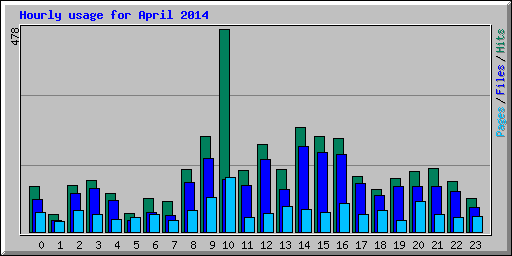 Hourly usage for April 2014
478
Pages / Files / Hits
0 1 2 3 4 5 6 7 8 9 10 11 12 13 14 15 16 17 18 19 20 21 22 23